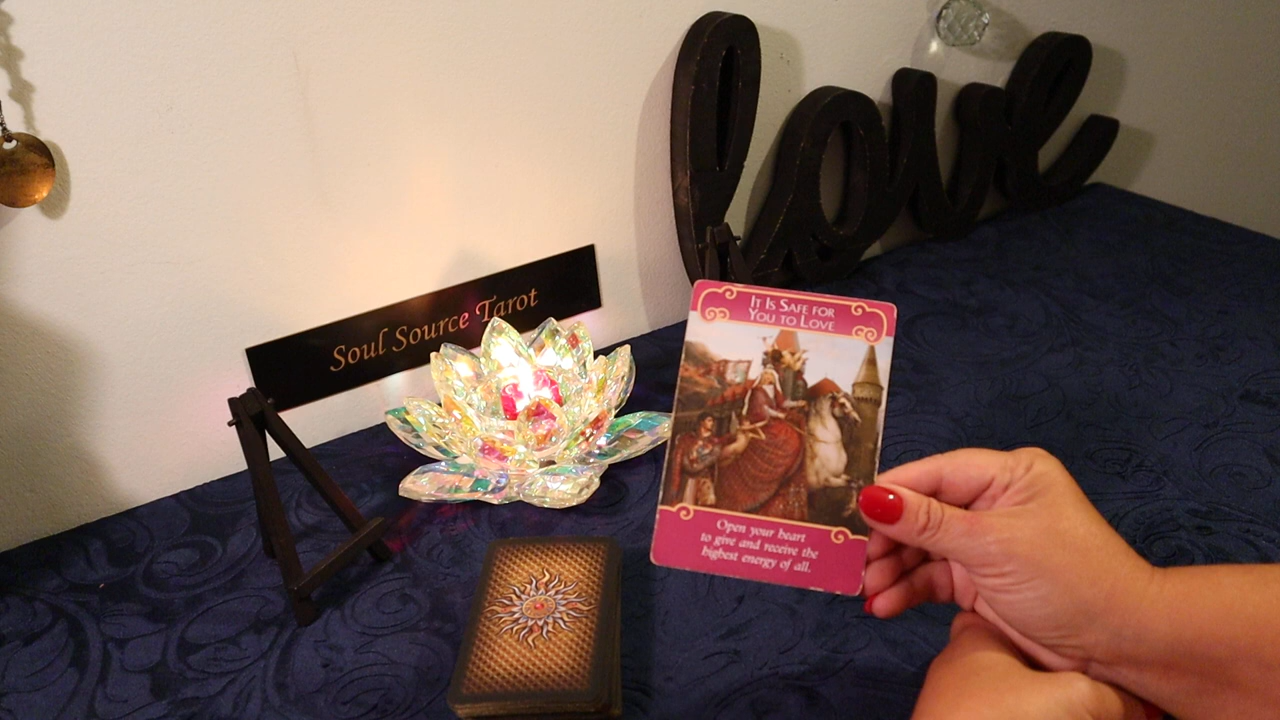 love
Soul Source Tarot
It Is Safe for
You to Love
Open your heart
to give and receive the
highest energy of all.